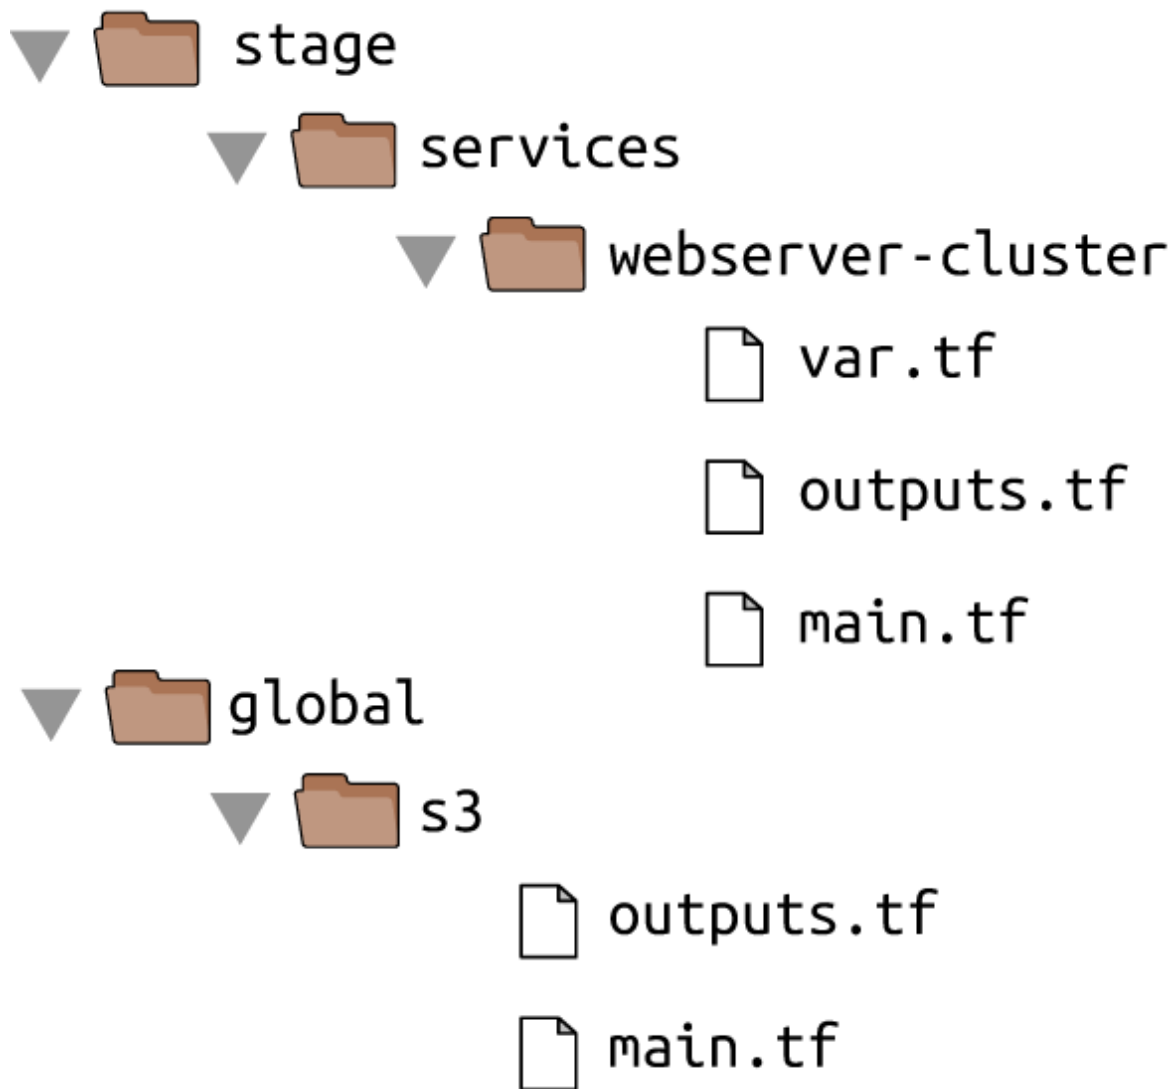 stage
services
webserver-cluster
var.tf
outputs.tf
main.tf
global
s3
outputs.tf
main.tf